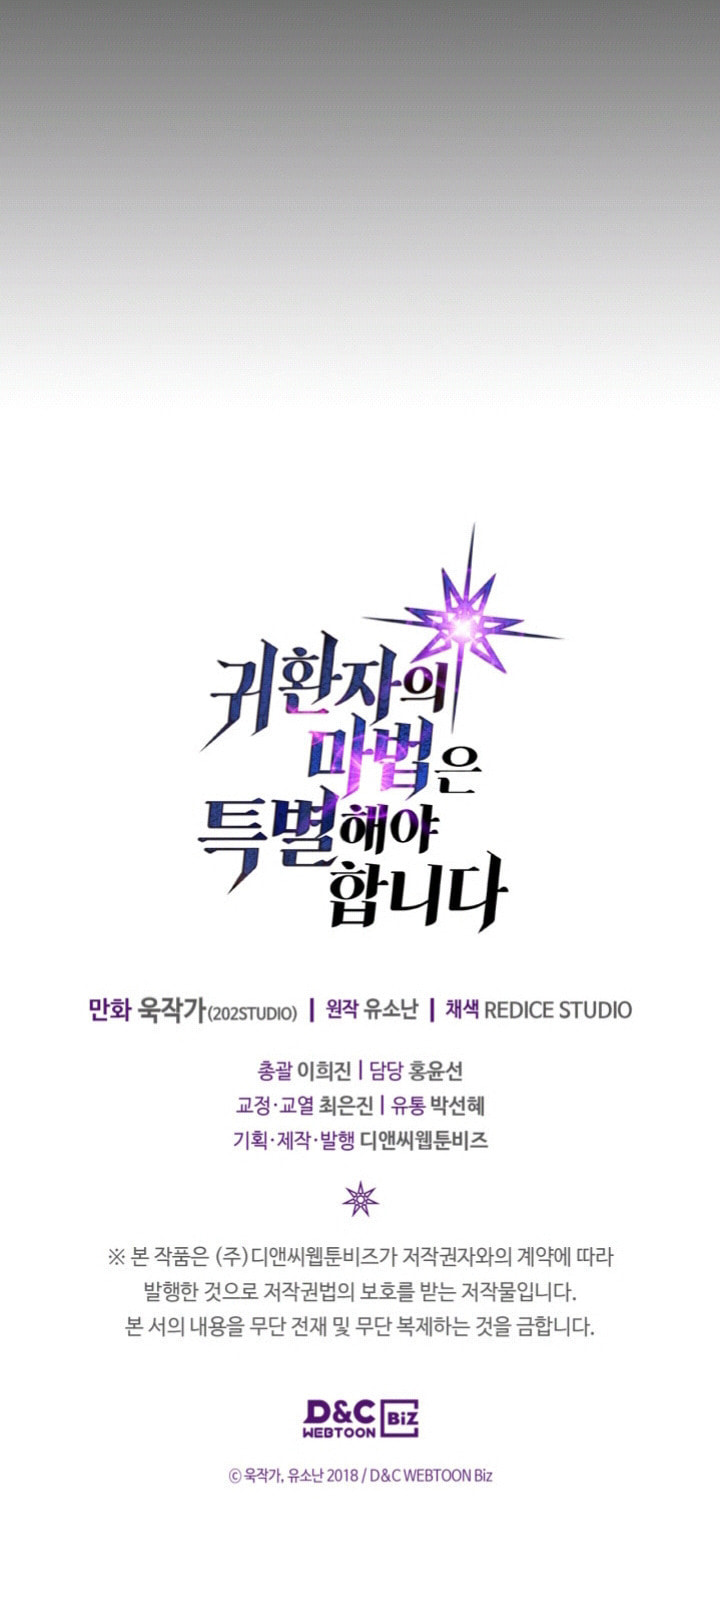 귀환자의
마법은
특별해야
합니다
만화 욱작가(202STUDIO) | 원작 유소난 | 채색 REDICE STUDIO
총괄 이희진 | 담당 홍윤선
교정·교열 최은진 | 유통 박선혜
기획·제작·발행 디앤씨웹툰비즈
※ 본 작품은 (주)디앤씨웹툰비즈가 저작권자와의 계약에 따라
발행한 것으로 저작권법의 보호를 받는 저작물입니다.
본 서의 내용을 무단 전재 및 무단 복제하는 것을 금합니다.
D&C BiZ
WEBTOON
© 욱작가, 유소난 2018 / D&C WEBTOON Biz